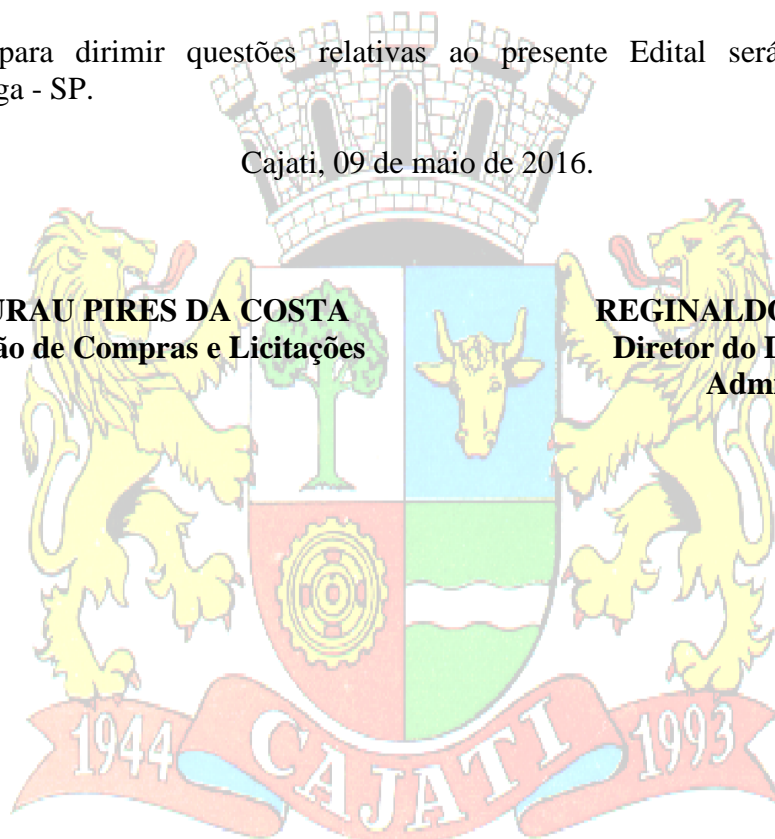 para dirimir questões relativas ao presente Edital será
ga - SP.
Cajati, 09 de maio de 2016.
URAU PIRES DA COSTA
REGINALDO
ão de Compras e Licitações
Diretor do D
Admi
1944 CAJATI 1993